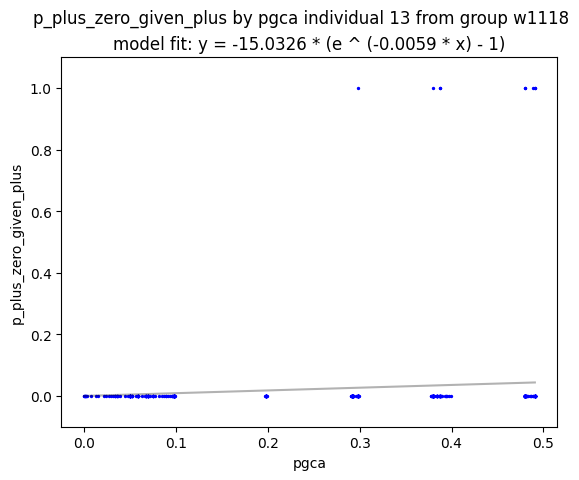 p_plus_zero_given_plus by pgca individual 13 from group w1118
model fit: y = -15.0326 * (e ^ (-0.0059 * x) - 1)
p_plus_zero_given_plus
1.0
0.8
0.6
0.4
0.2
0.0
0.0 0.1 0.2 0.3 0.4 0.5
pgca